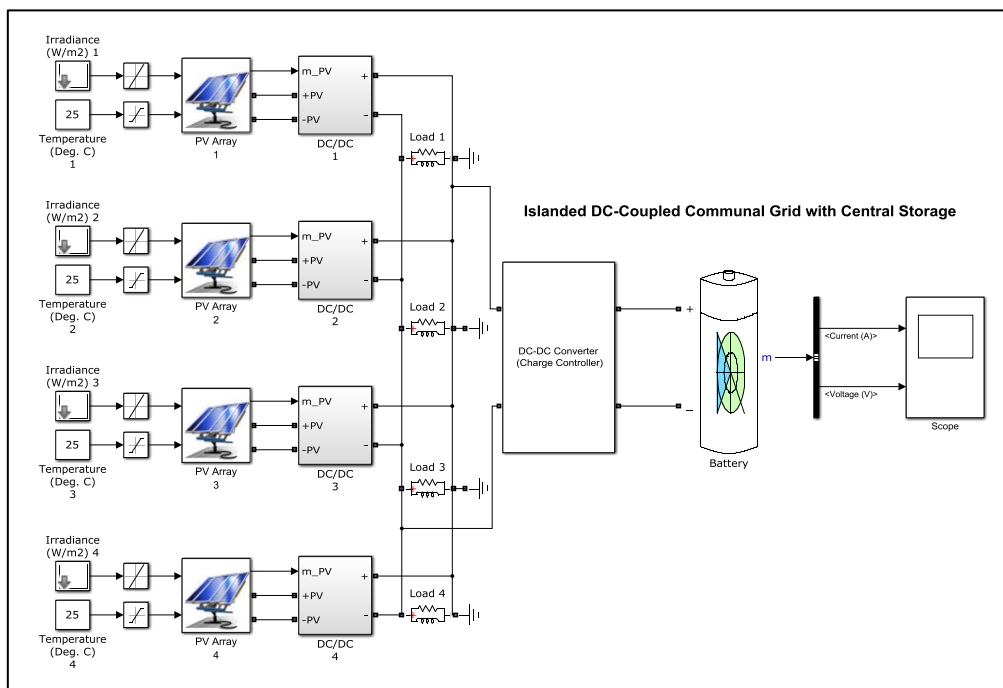 Irradiance
(W/m2) 1
25
Temperature
(Deg. C)
1
PV Array
1
m_PV
+PV
-PV
+
-
DC/DC
1
Load 1
+
Irradiance
(W/m2) 2
25
Temperature
(Deg. C)
2
PV Array
2
m_PV
+PV
-PV
+
-
DC/DC
2
Load 2
+
Irradiance
(W/m2) 3
25
Temperature
(Deg. C)
3
PV Array
3
m_PV
+PV
-PV
+
-
DC/DC
3
Load 3
+
Irradiance
(W/m2) 4
25
Temperature
(Deg. C)
4
PV Array
4
m_PV
+PV
-PV
+
-
DC/DC
4
Load 4
+
Islanded DC-Coupled Communal Grid with Central Storage
DC-DC Converter
(Charge Controller)
+
m
–
Battery
<Current (A)>
<Voltage (V)>
Scope